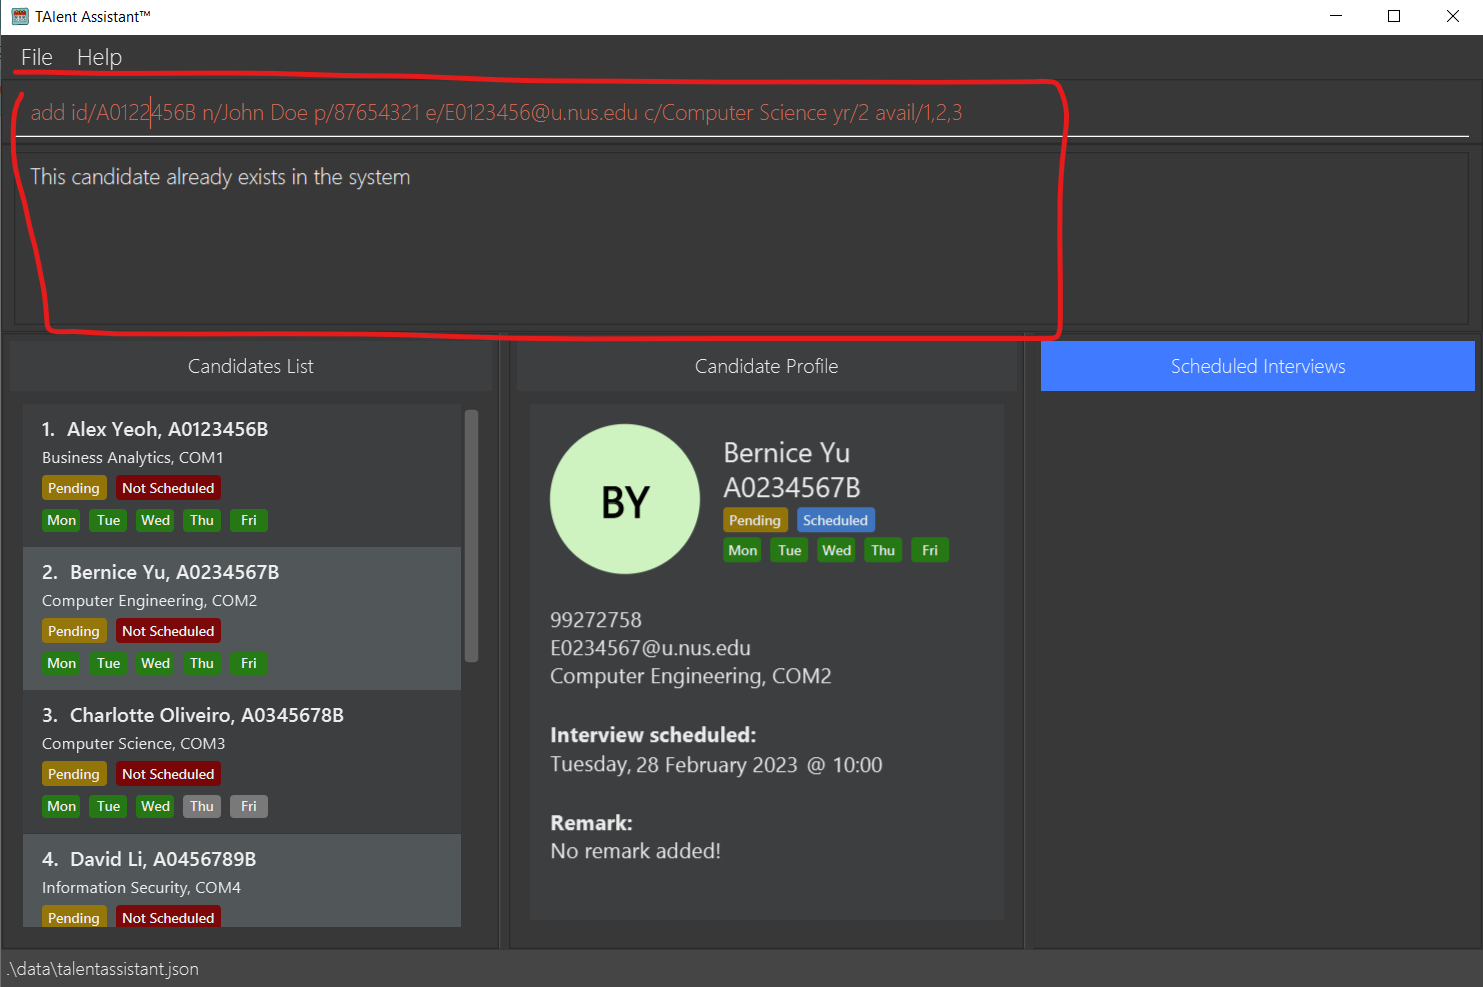 TAlent Assistant™
File Help
add id/A0122456B n/John Doe p/87654321 e/E0123456@u.nus.edu c/Computer Science yr/2 avail/1,2,3
This candidate already exists in the system
Candidates List
1. Alex Yeoh, A0123456B
Business Analytics, COM1
Pending Not Scheduled
Mon Tue Wed Thu Fri
2. Bernice Yu, A0234567B
Computer Engineering, COM2
Pending Not Scheduled
Mon Tue Wed Thu Fri
3. Charlotte Oliveiro, A0345678B
Computer Science, COM3
Pending Not Scheduled
Mon Tue Wed Thu Fri
4. David Li, A0456789B
Information Security, COM4
Pending Not Scheduled
Candidate Profile
BY
Bernice Yu
A0234567B
Pending Scheduled
Mon Tue Wed Thu Fri
99272758
E0234567@u.nus.edu
Computer Engineering, COM2
Interview scheduled:
Tuesday, 28 February 2023 @ 10:00
Remark:
No remark added!
Scheduled Interviews
.\data\talentassistant.json